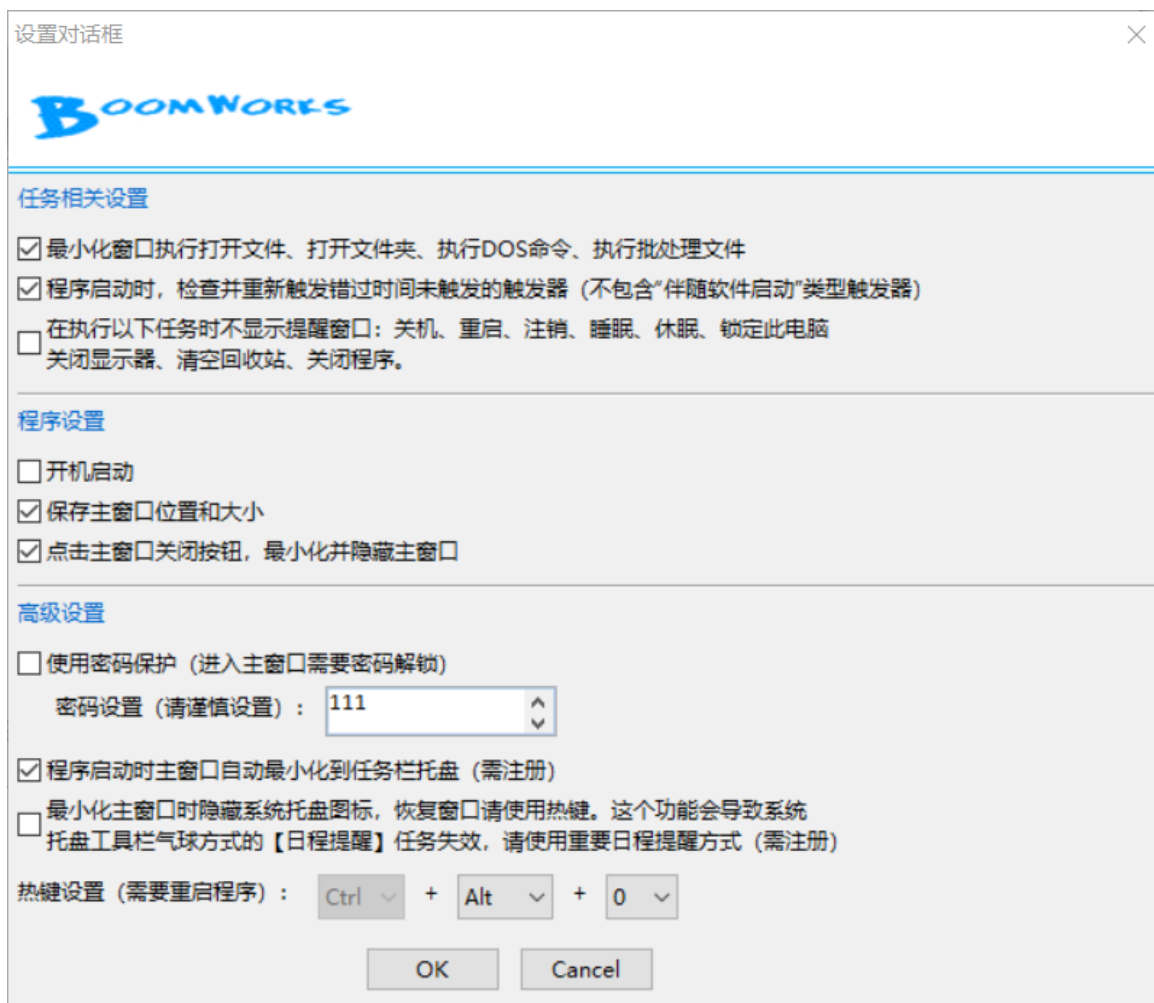 设置对话框
BOOMWORKS
任务相关设置
最小化窗口执行打开文件、打开文件夹、执行DOS命令、执行批处理文件
程序启动时，检查并重新触发错过时间未触发的触发器（不包含“伴随软件启动”类型触发器）
在执行以下任务时不显示提醒窗口：关机、重启、注销、睡眠、休眠、锁定此电脑
关闭显示器、清空回收站、关闭程序。
程序设置
开机启动
保存主窗口位置和大小
点击主窗口关闭按钮，最小化并隐藏主窗口
高级设置
使用密码保护（进入主窗口需要密码解锁）
密码设置（请谨慎设置）： 111
程序启动时主窗口自动最小化到任务栏托盘（需注册）
最小化主窗口时隐藏系统托盘图标，恢复窗口请使用热键。这个功能会导致系统
托盘工具栏气球方式的【日程提醒】任务失效，请使用重要日程提醒方式（需注册）
热键设置（需要重启程序）： Ctrl + Alt + 0
OK Cancel